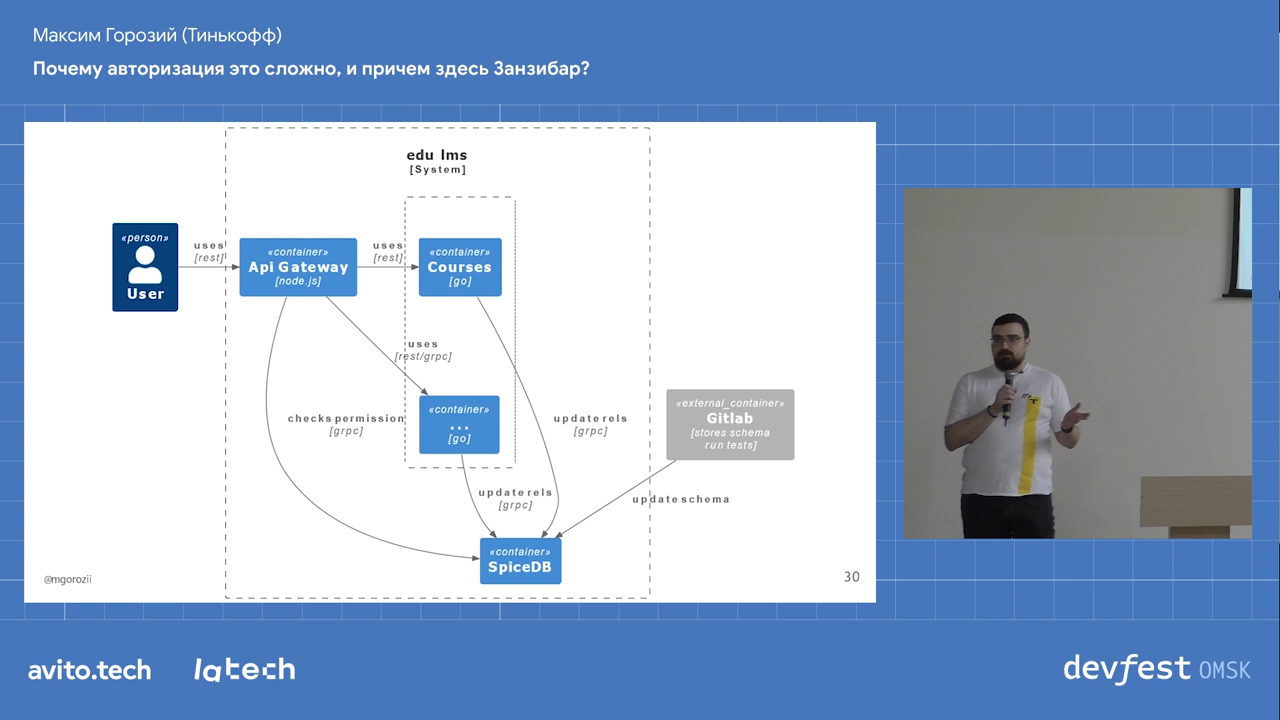 Максим Горозий (Тинькофф)
Почему авторизация это сложно, и причем здесь Занзибар?
edu lms
[System]
«person»
User
uses
[rest]
«container»
Api Gateway
[node.js]
uses
[rest]
«container»
Courses
[go]
uses
[rest/grpc]
checks permission
[grpc]
«container»
...
[go]
update rels
[grpc]
«external_container»
Gitlab
[stores schema
run tests]
update rels
[grpc]
update schema
«container»
SpiceDB
@mgorozii
30
avito.tech
latech
devfest OMSK